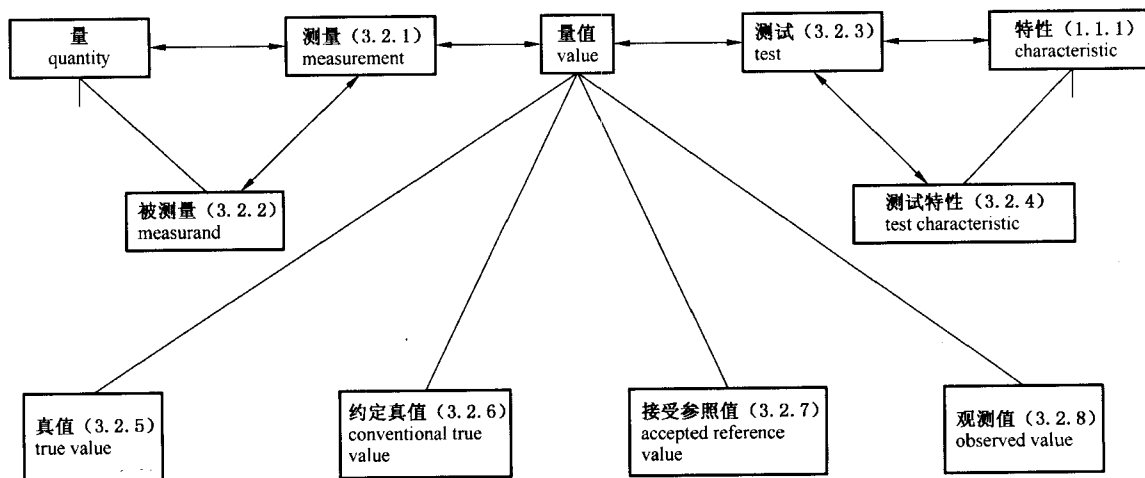 量
quantity
测量(3.2.1)
measurement
量值
value
测试(3.2.3)
test
特性(1.1.1)
characteristic
被测量(3.2.2)
measurand
测试特性(3.2.4)
test characteristic
真值(3.2.5)
true value
约定真值(3.2.6)
conventional true
value
接受参照值(3.2.7)
accepted reference
value
观测值(3.2.8)
observed value